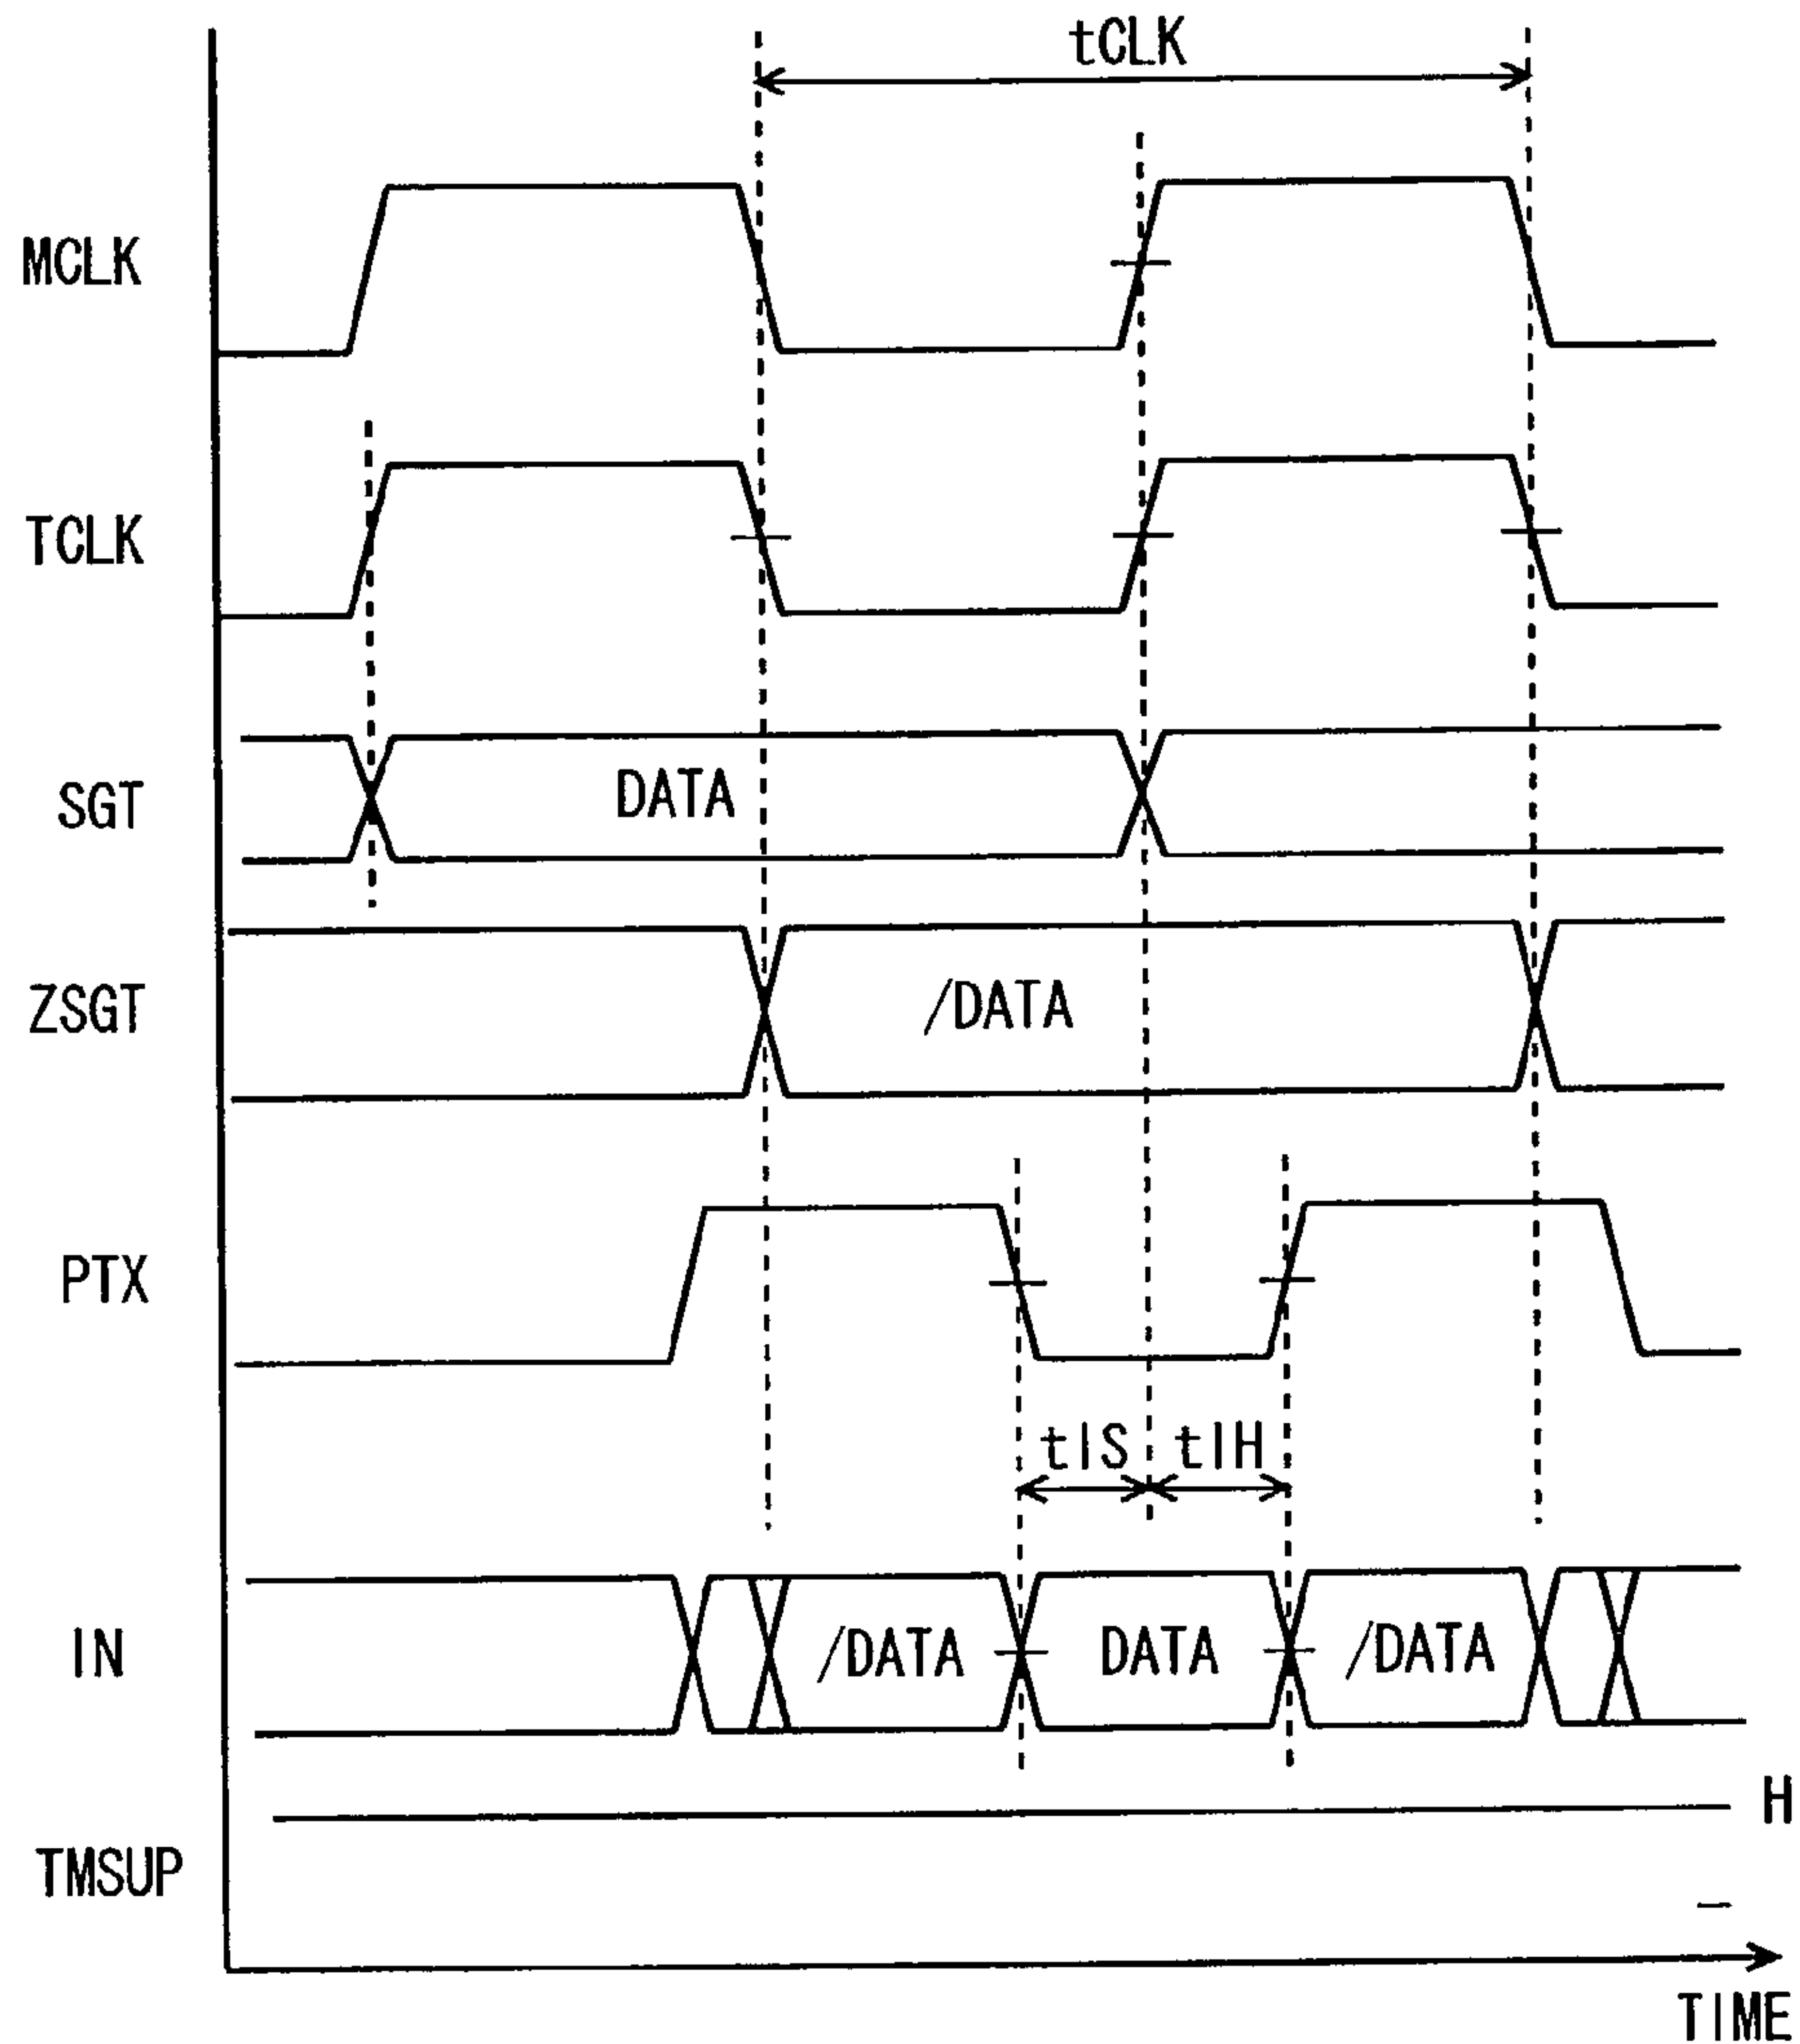 tCLK
MCLK
TCLK
SGT
DATA
ZSGT
/DATA
PTX
tIS
tIH
IN
/DATA
DATA
/DATA
H
TMSUP
TIME